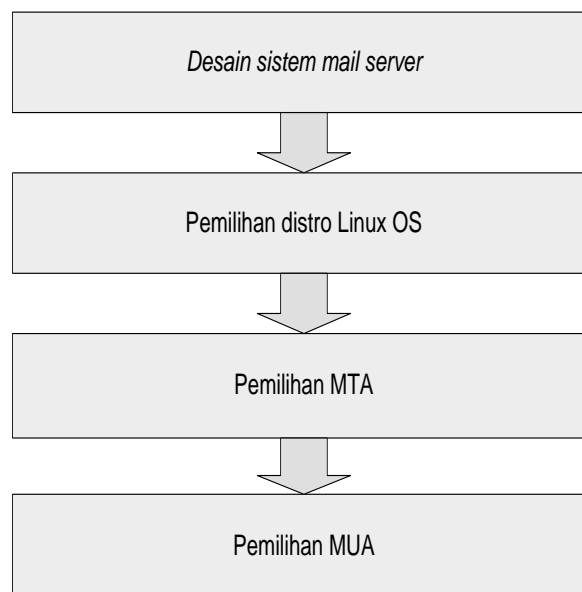 Desain sistem mail server
Pemilihan distro Linux OS
Pemilihan MTA
Pemilihan MUA